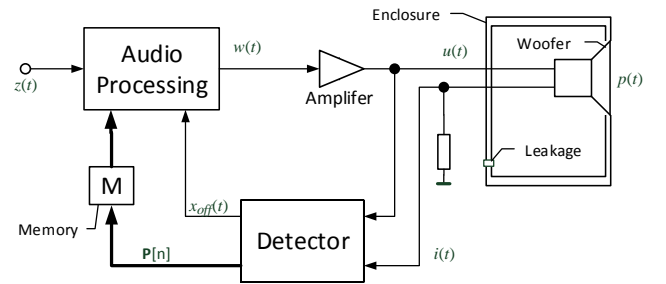 Enclosure
Woofer
Audio
Processing
w(t)
u(t)
z(t)
Amplifer
p(t)
Leakage
M
Memory
x_off(t)
Detector
P[n]
i(t)